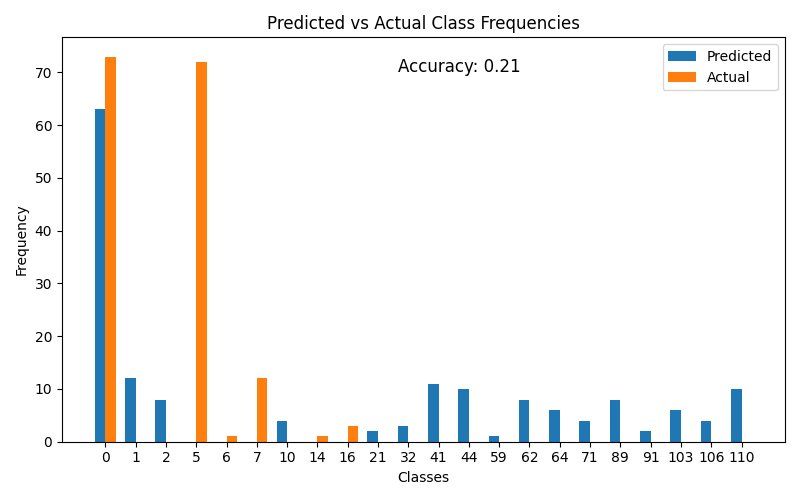 Predicted vs Actual Class Frequencies
Accuracy: 0.21
Predicted
Actual
Frequency
70
60
50
40
30
20
10
0
0 1 2 5 6 7 10 14 16 21 32 41 44 59 62 64 71 89 91 103 106 110
Classes